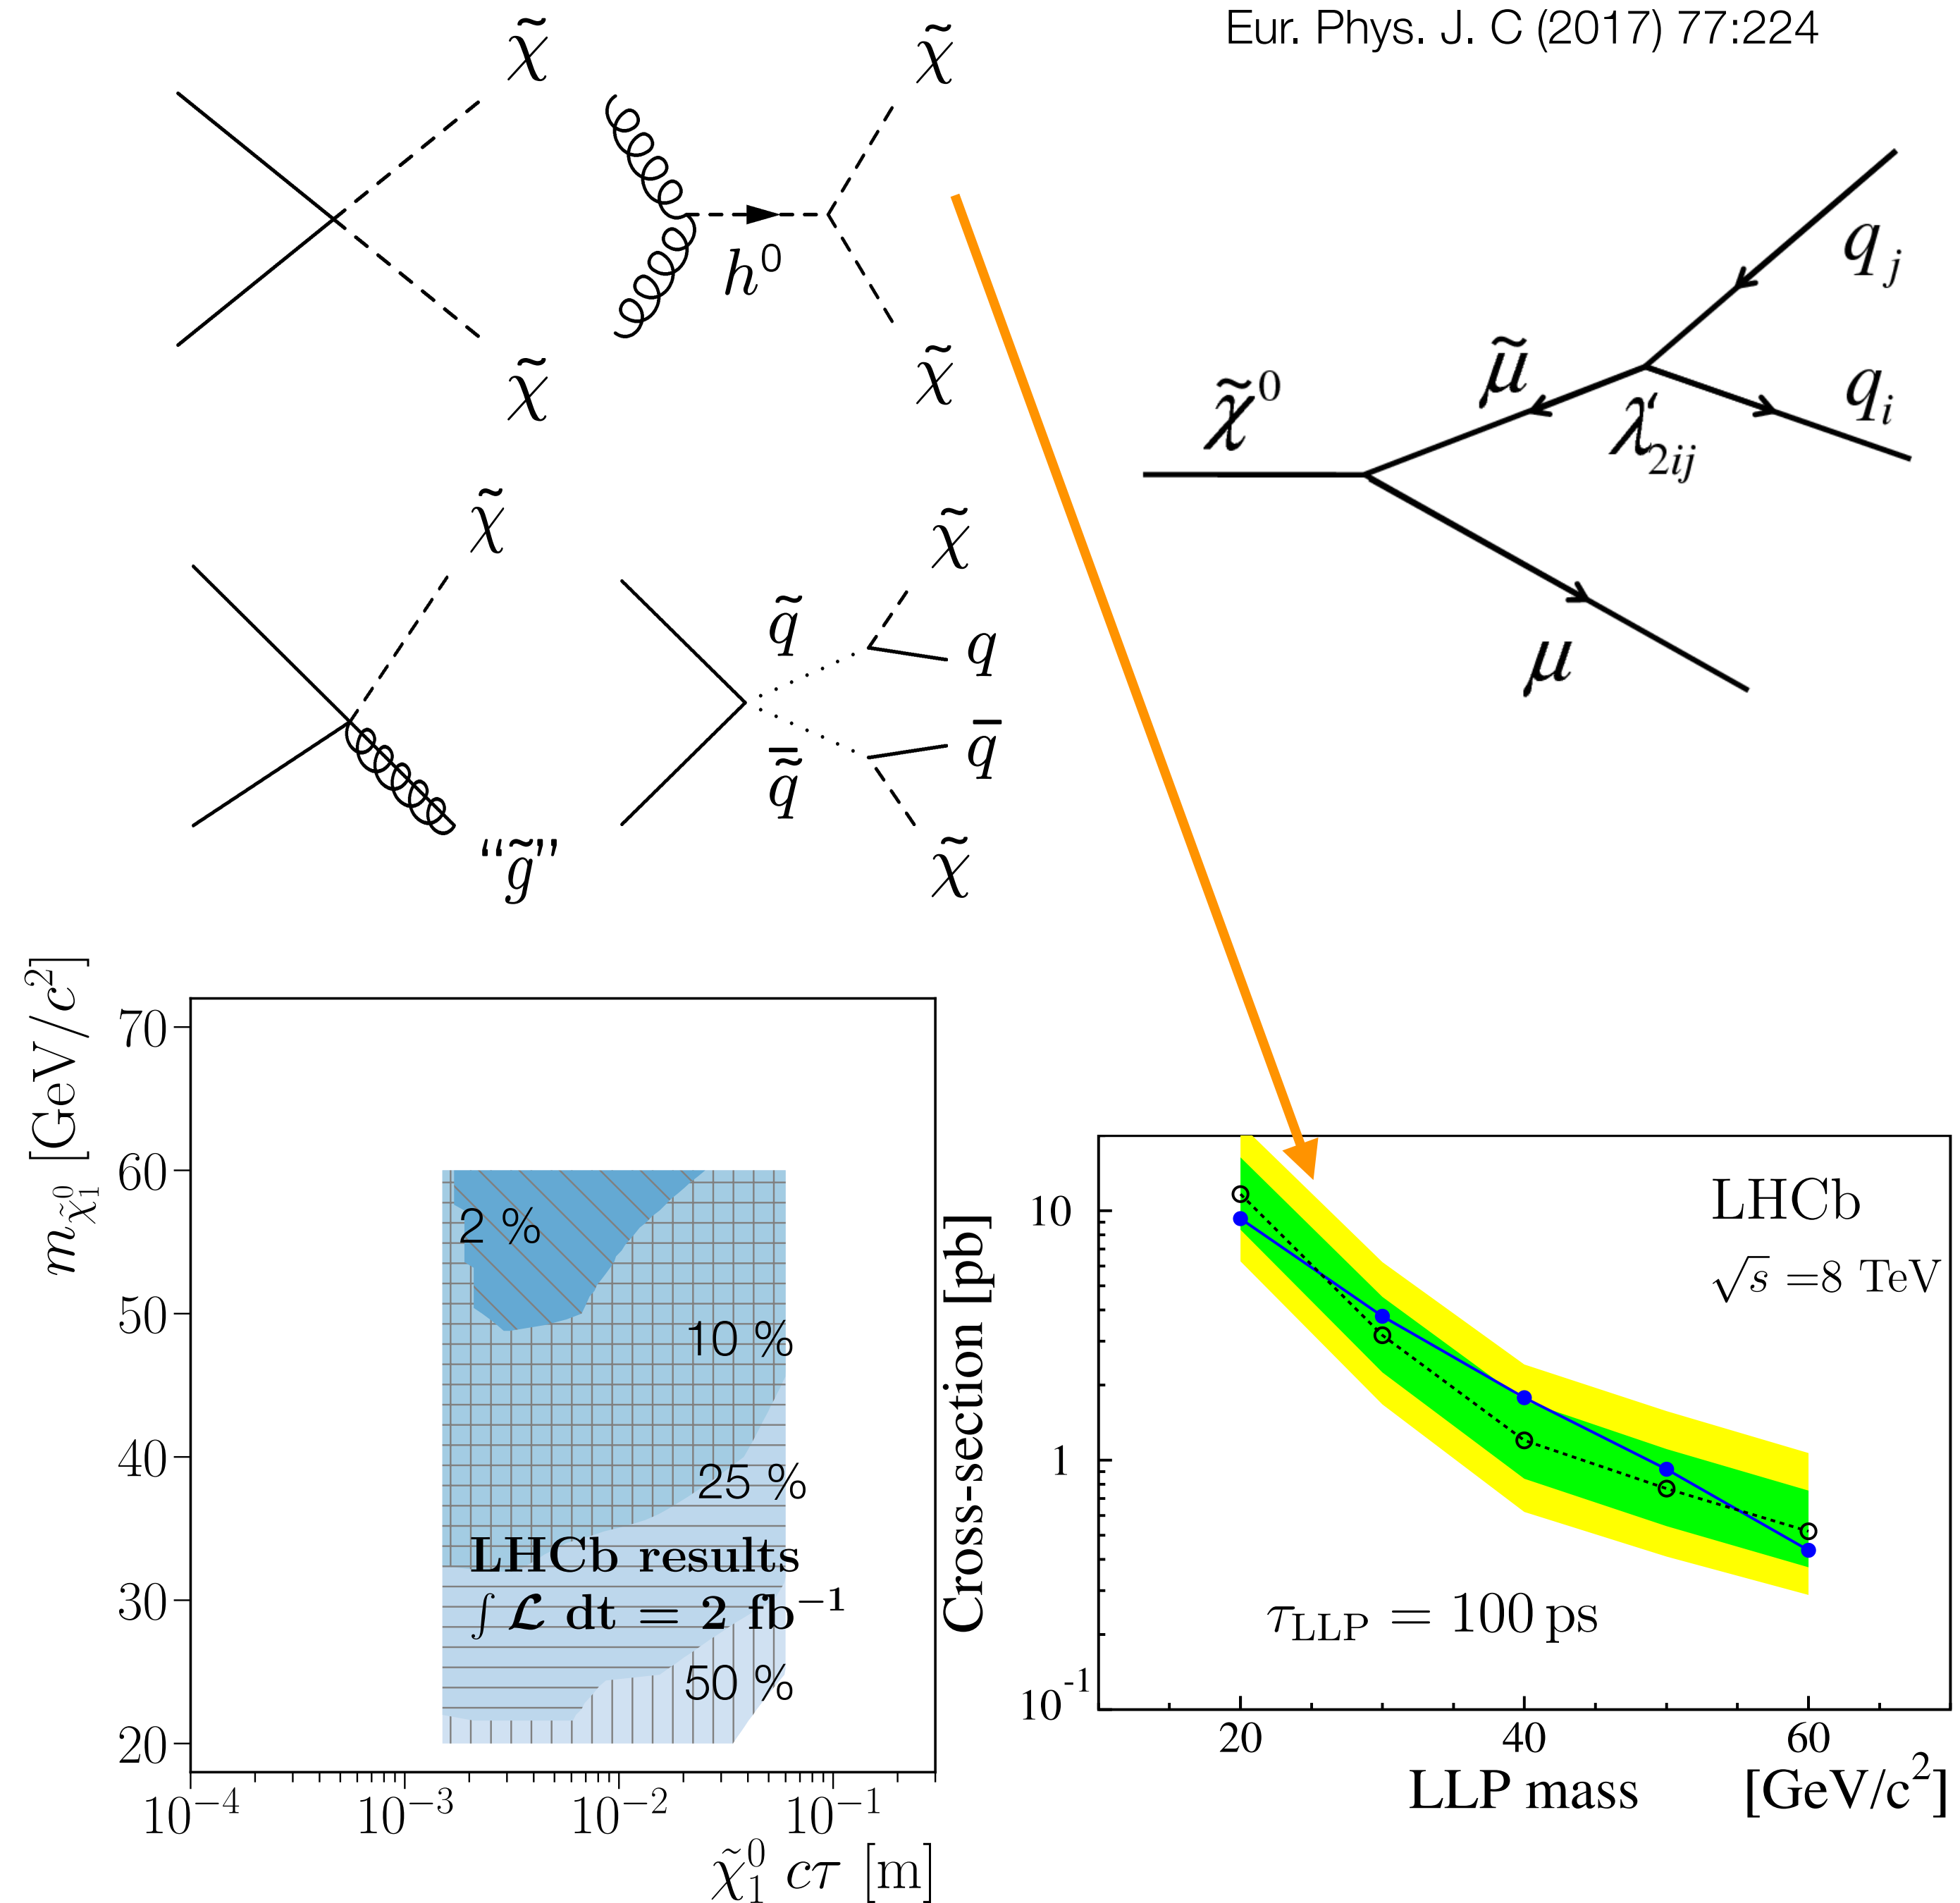 Eur. Phys. J. C (2017) 77:224
χ̃
χ̃
h⁰
χ̃
χ̃
χ̃⁰
μ̃
λ‘₂ᵢⱼ
q_j
q_i
μ
χ̃
“g̃”
q̃
q̃̄
χ̃
q
q̄
χ̃
m_χ̃₁⁰ [GeV/c²]
70
60
50
40
30
20
2 %
10 %
25 %
50 %
LHCb results
∫ ℒ dt = 2 fb⁻¹
10⁻⁴ 10⁻³ 10⁻² 10⁻¹
χ̃₁⁰ cτ [m]
Cross-section [pb]
10
1
10⁻¹
LHCb
√s =8 TeV
τ_LLP = 100 ps
20 40 60
LLP mass [GeV/c²]